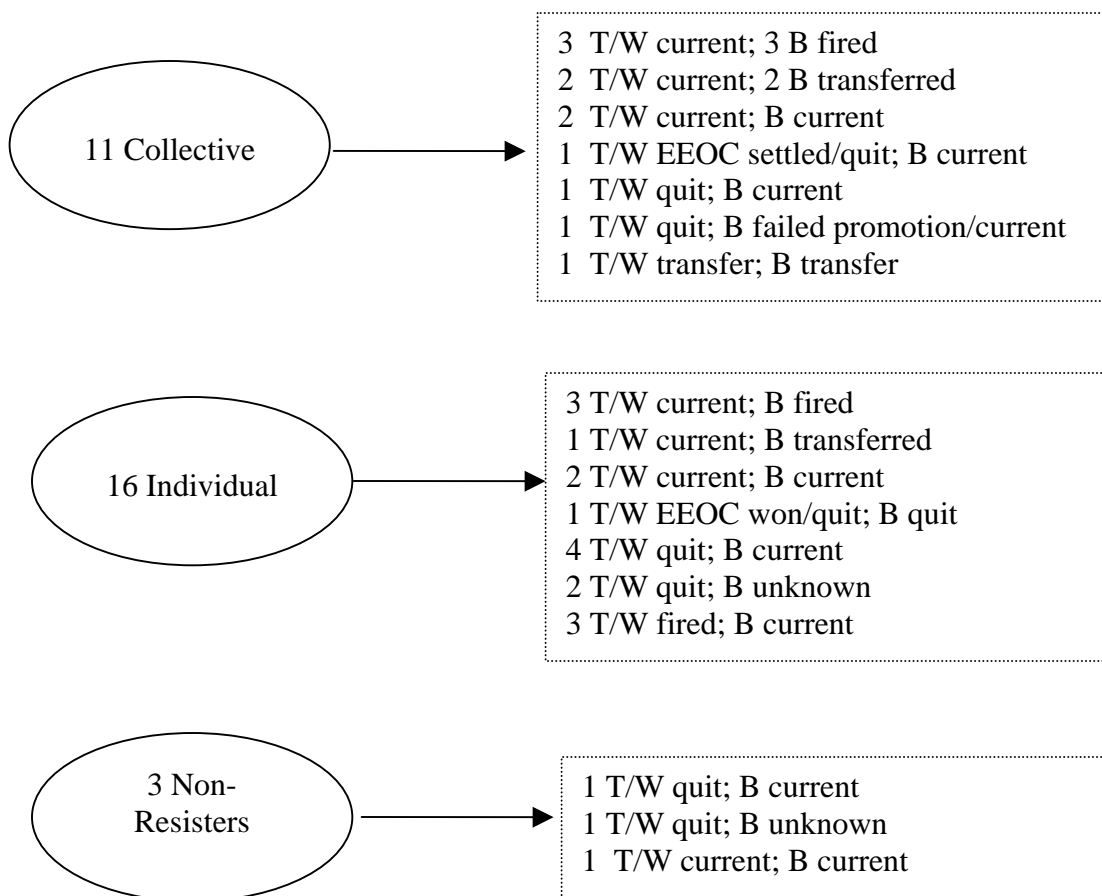 11 Collective
3 T/W current; 3 B fired
2 T/W current; 2 B transferred
2 T/W current; B current
1 T/W EEOC settled/quit; B current
1 T/W quit; B current
1 T/W quit; B failed promotion/current
1 T/W transfer; B transfer
16 Individual
3 T/W current; B fired
1 T/W current; B transferred
2 T/W current; B current
1 T/W EEOC won/quit; B quit
4 T/W quit; B current
2 T/W quit; B unknown
3 T/W fired; B current
3 Non-
Resisters
1 T/W quit; B current
1 T/W quit; B unknown
1 T/W current; B current